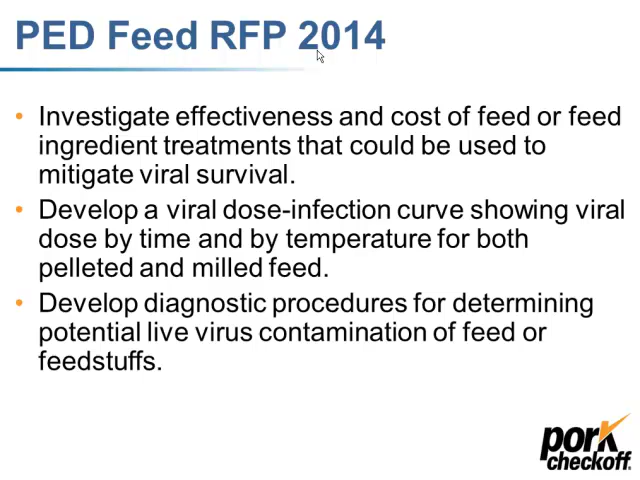 PED Feed RFP 2014
• Investigate effectiveness and cost of feed or feed
ingredient treatments that could be used to
mitigate viral survival.
• Develop a viral dose-infection curve showing viral
dose by time and by temperature for both
pelleted and milled feed.
• Develop diagnostic procedures for determining
potential live virus contamination of feed or
feedstuffs.
pork
checkoff.